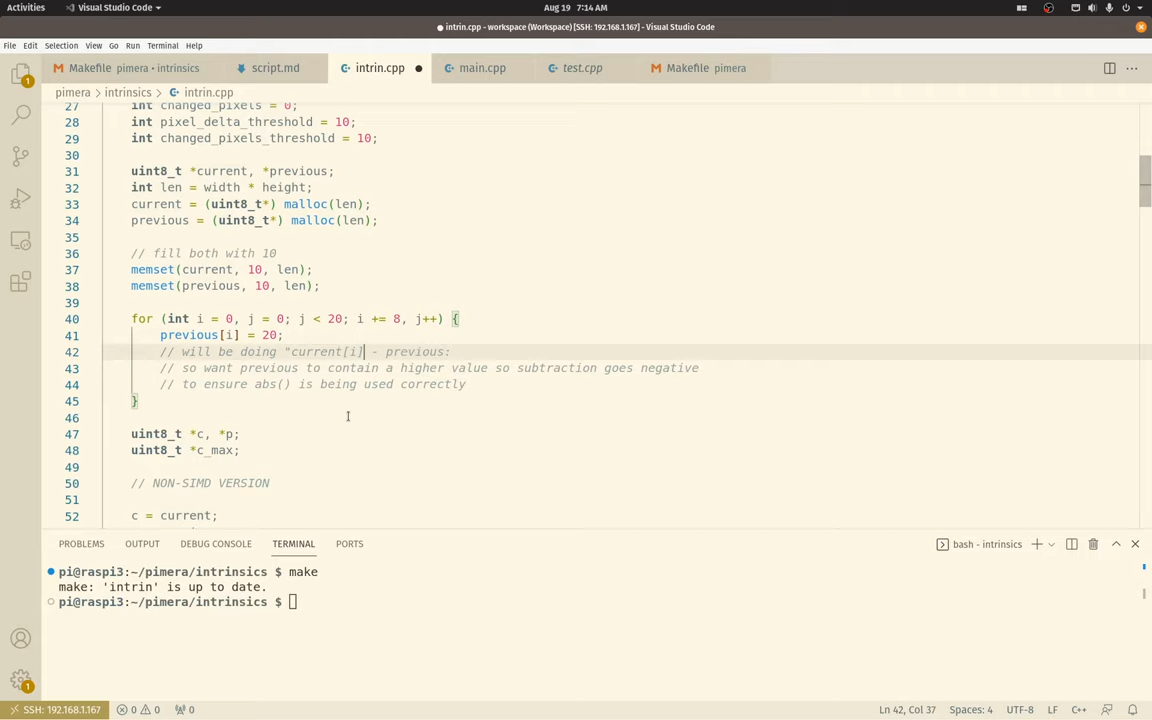 Activities Visual Studio Code Aug 19 7:14 AM
● intrin.cpp - workspace (Workspace) [SSH: 192.168.1.167] - Visual Studio Code
File Edit Selection View Go Run Terminal Help
Makefile pimera • intrinsics script.md intrin.cpp ● main.cpp test.cpp Makefile pimera
pimera > intrinsics > intrin.cpp
27 int changed_pixels = 0;
28 int pixel_delta_threshold = 10;
29 int changed_pixels_threshold = 10;
30
31 uint8_t *current, *previous;
32 int len = width * height;
33 current = (uint8_t*) malloc(len);
34 previous = (uint8_t*) malloc(len);
35
36 // fill both with 10
37 memset(current, 10, len);
38 memset(previous, 10, len);
39
40 for (int i = 0, j = 0; j < 20; i += 8, j++) {
41 previous[i] = 20;
42 // will be doing "current[i] - previous:
43 // so want previous to contain a higher value so subtraction goes negative
44 // to ensure abs() is being used correctly
45 }
46
47 uint8_t *c, *p;
48 uint8_t *c_max;
49
50 // NON-SIMD VERSION
51
52 c = current;
PROBLEMS OUTPUT DEBUG CONSOLE TERMINAL PORTS bash - intrinsics
pi@raspi3:~/pimera/intrinsics $ make
make: 'intrin' is up to date.
pi@raspi3:~/pimera/intrinsics $
1
1
SSH: 192.168.1.167 0 0 0 Ln 42, Col 37 Spaces: 4 UTF-8 LF C++